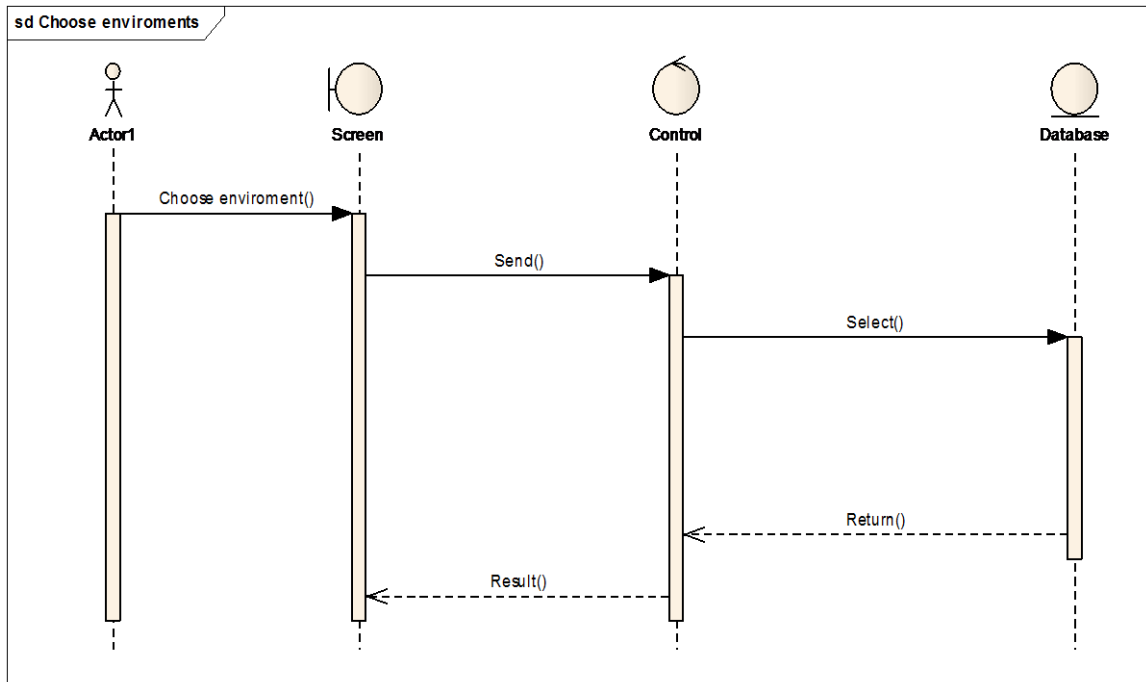 sd Choose enviroments
Actor1
Screen
Control
Database
Choose enviroment()
Send()
Select()
Return()
Result()